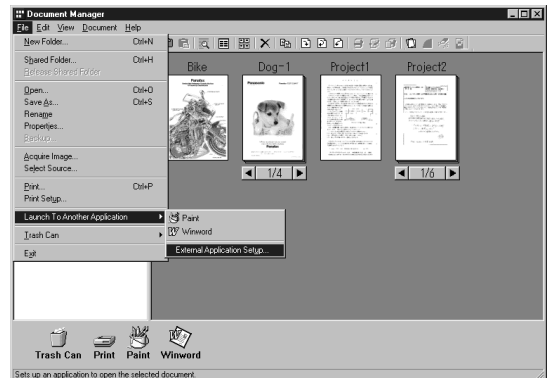 Document Manager
File Edit View Document Help
New Folder... Ctrl+N
Shared Folder... Ctrl+H
Release Shared Folder
Open... Ctrl+O
Save As... Ctrl+S
Rename
Properties...
Backup...
Acquire Image...
Select Source...
Print... Ctrl+P
Print Setup...
Launch To Another Application
Trash Can
Exit
Paint
Winword
External Application Setup...
Bike Dog-1 Project1 Project2
Panafax
Panasonic
Panafax
1/4 1/6
Trash Can Print Paint Winword
Sets up an application to open the selected document.